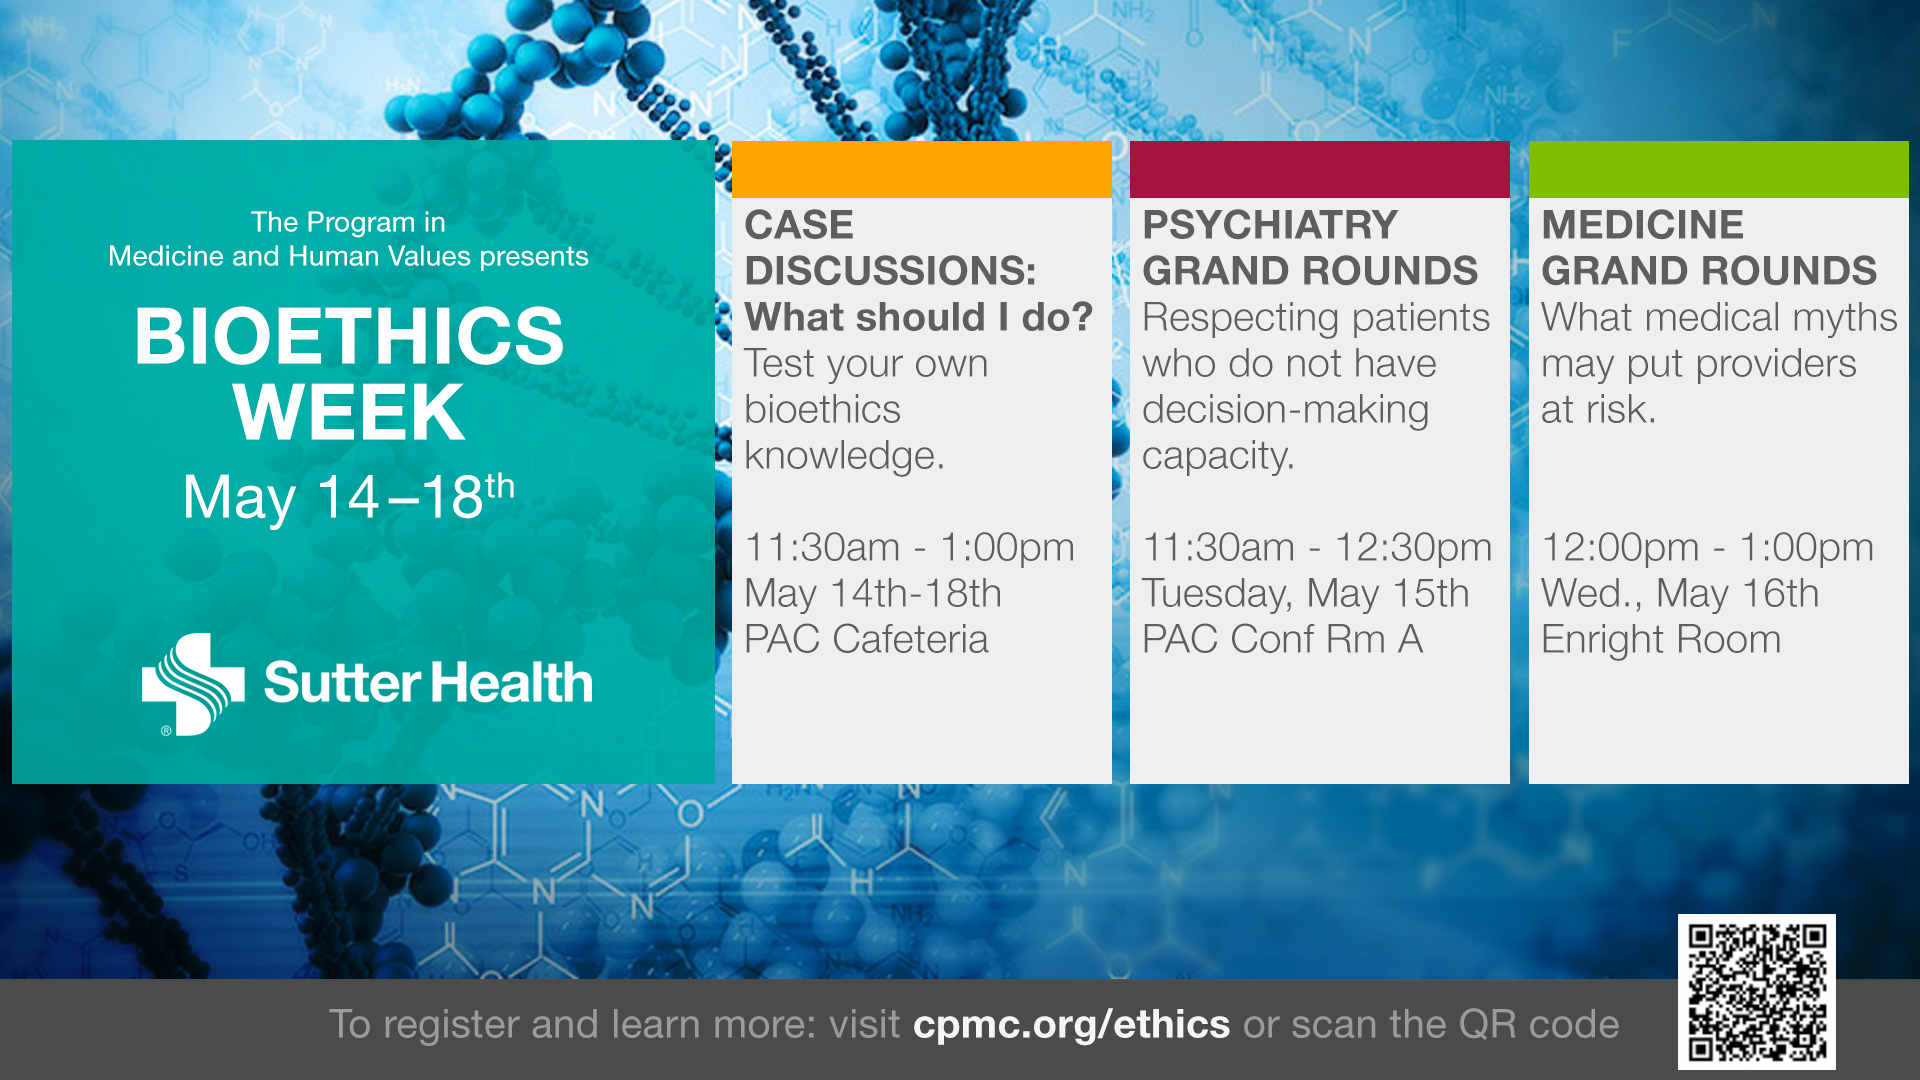 The Program in
Medicine and Human Values presents
BIOETHICS
WEEK
May 14–18th
Sutter Health
®
CASE
DISCUSSIONS:
What should I do?
Test your own
bioethics
knowledge.
11:30am - 1:00pm
May 14th-18th
PAC Cafeteria
PSYCHIATRY
GRAND ROUNDS
Respecting patients
who do not have
decision-making
capacity.
11:30am - 12:30pm
Tuesday, May 15th
PAC Conf Rm A
MEDICINE
GRAND ROUNDS
What medical myths
may put providers
at risk.
12:00pm - 1:00pm
Wed., May 16th
Enright Room
To register and learn more: visit cpmc.org/ethics or scan the QR code